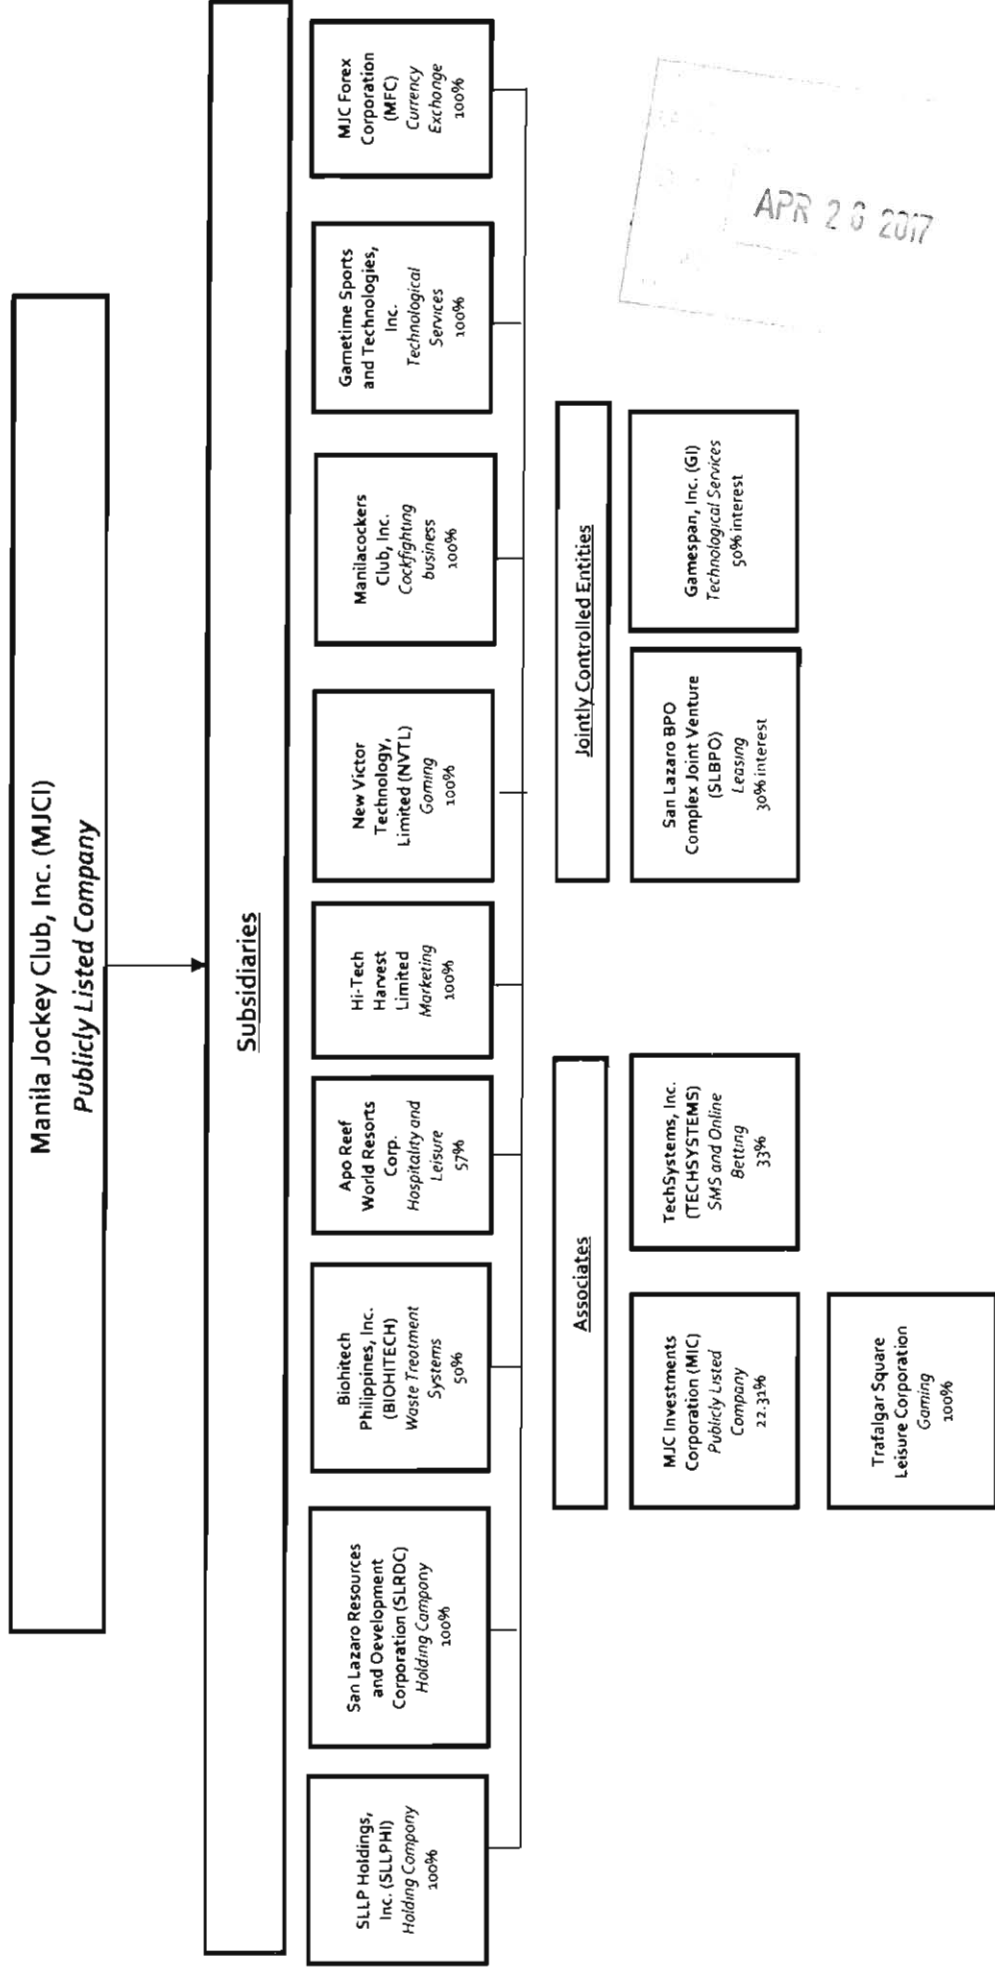 Manila Jockey Club, Inc. (MJCI)
Publicly Listed Company
Subsidiaries
SLLP Holdings,
Inc. (SLLPHI)
Holding Company
100%
San Lazaro Resources
and Development
Corporation (SLRDC)
Holding Company
100%
Biohitech
Philippines, Inc.
(BIOHITECH)
Waste Treatment
Systems
50%
Apo Reef
World Resorts
Corp.
Hospitality and
Leisure
57%
Hi-Tech
Harvest
Limited
Marketing
100%
New Victor
Technology,
Limited (NVTL)
Gaming
100%
Manilacockers
Club, Inc.
Cockfighting
business
100%
Gametime Sports
and Technologies,
Inc.
Technological
Services
100%
MJC Forex
Corporation
(MFC)
Currency
Exchange
100%
Associates
MJC Investments
Corporation (MIC)
Publicly Listed
Company
22.31%
TechSystems, Inc.
(TECHSYSTEMS)
SMS and Online
Betting
33%
Trafalgar Square
Leisure Corporation
Gaming
100%
Jointly Controlled Entities
San Lazaro BPO
Complex Joint Venture
(SLBPO)
Leasing
30% interest
Gamespan, Inc. (GI)
Technological Services
50% interest
APR 26 2017